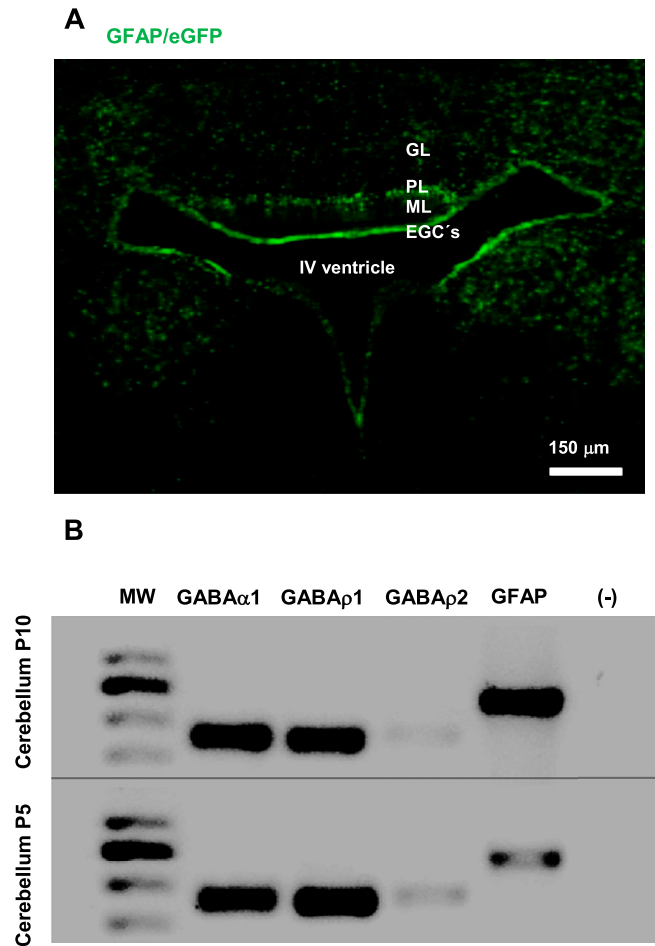 A
GFAP/eGFP
GL
PL
ML
EGC´s
IV ventricle
150 μm
B
MW GABAα1 GABAρ1 GABAρ2 GFAP (-)
Cerebellum P10
Cerebellum P5